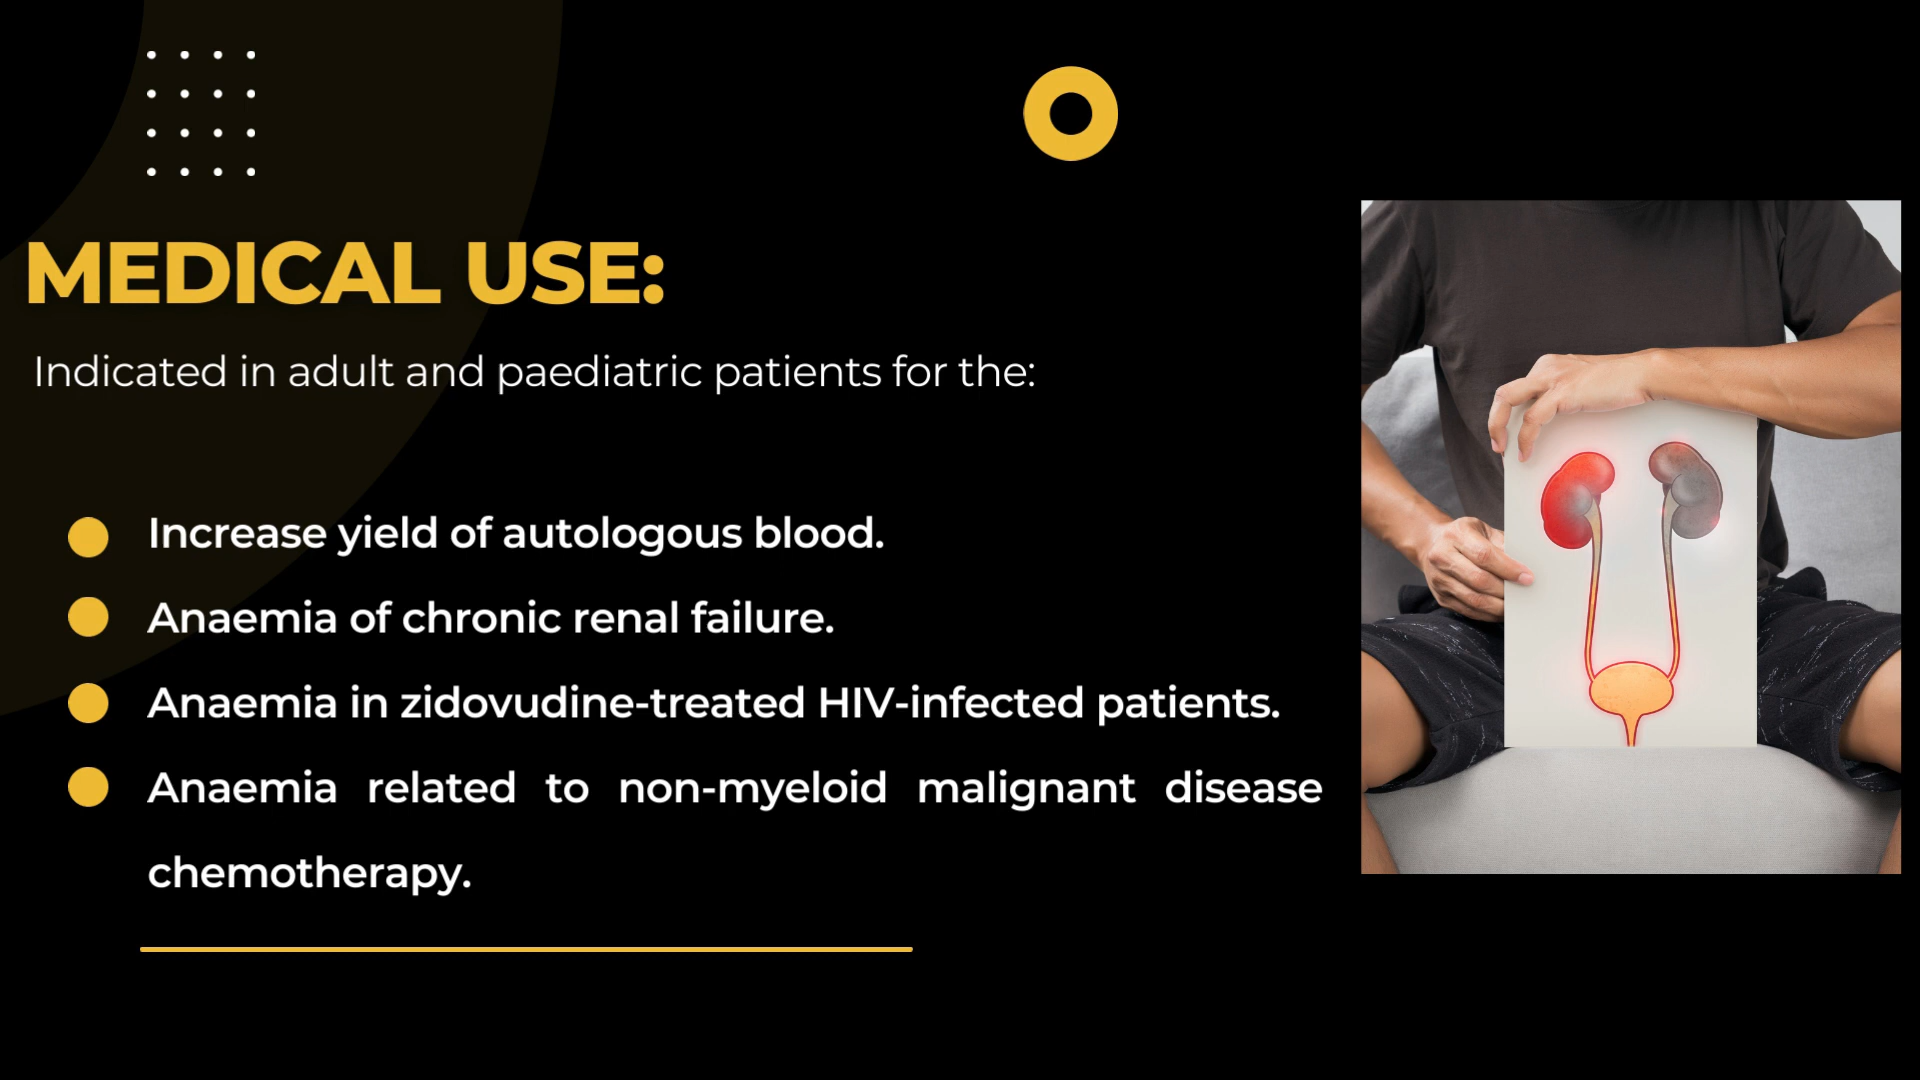 MEDICAL USE:
Indicated in adult and paediatric patients for the:
Increase yield of autologous blood.
Anaemia of chronic renal failure.
Anaemia in zidovudine-treated HIV-infected patients.
Anaemia related to non-myeloid malignant disease
chemotherapy.